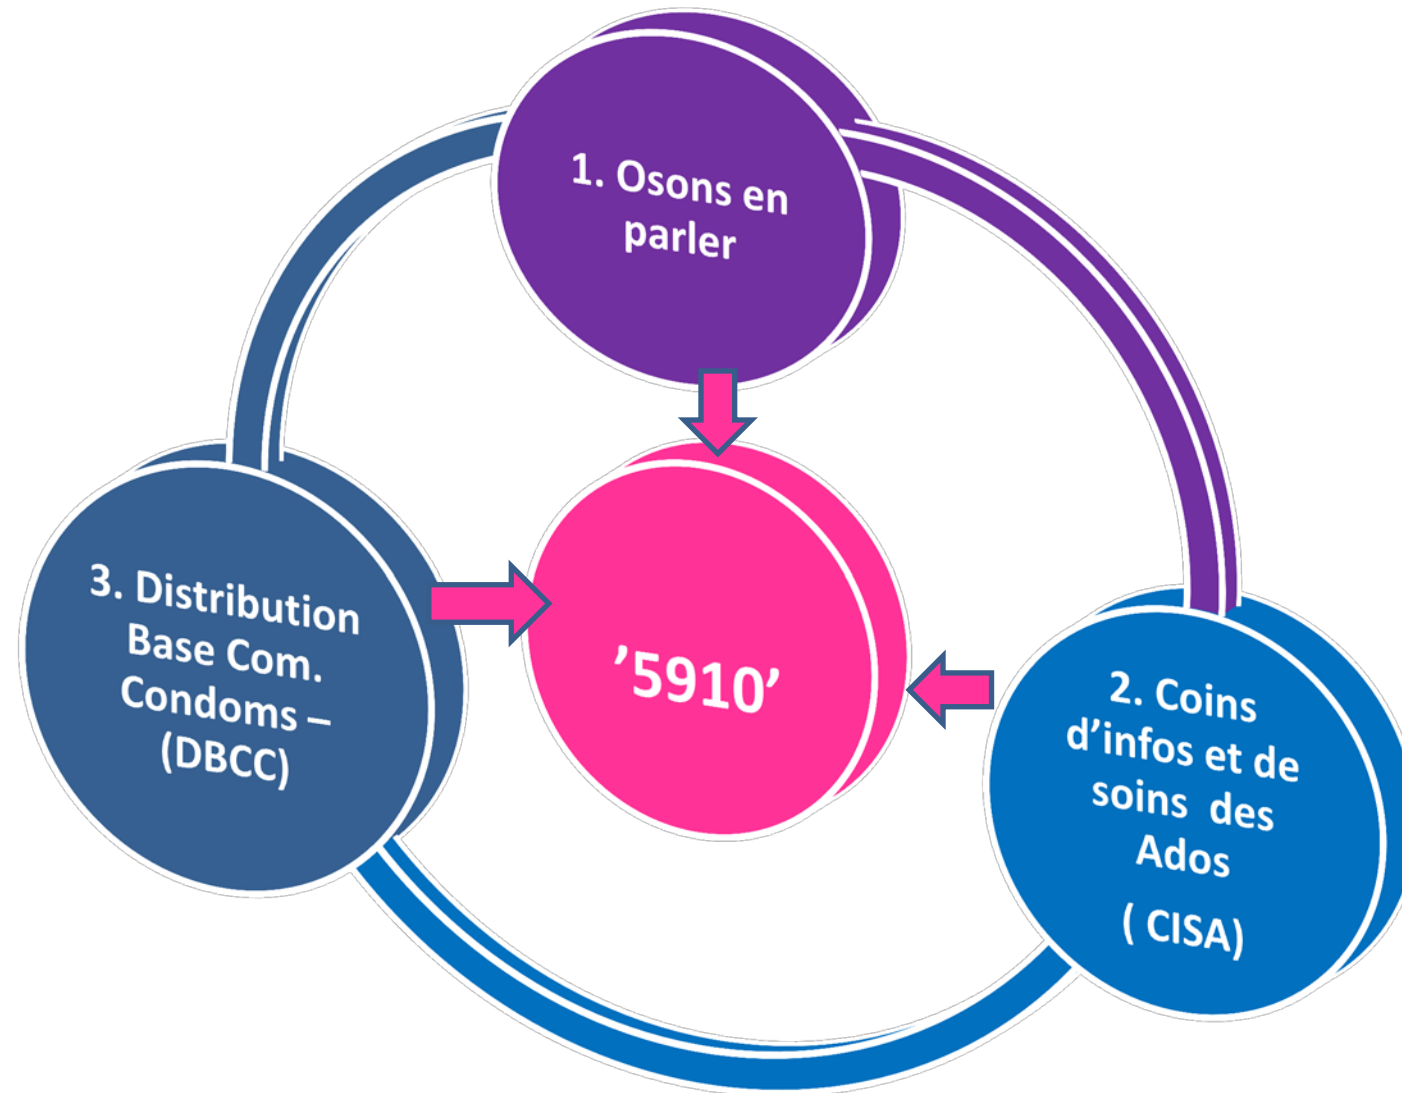 1. Osons en
parler
3. Distribution
Base Com.
Condoms –
(DBCC)
’5910’
2. Coins
d’infos et de
soins  des
Ados
( CISA)